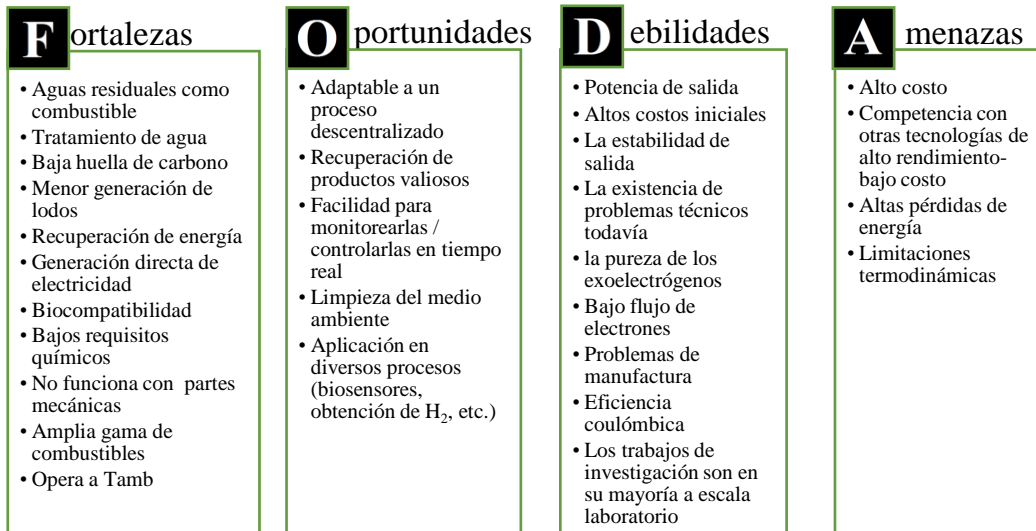 Fortalezas
• Aguas residuales como
combustible
• Tratamiento de agua
• Baja huella de carbono
• Menor generación de
lodos
• Recuperación de energía
• Generación directa de
electricidad
• Biocompatibilidad
• Bajos requisitos
químicos
• No funciona con  partes
mecánicas
• Amplia gama de
combustibles
• Opera a Tamb
Oportunidades
• Adaptable a un
proceso
descentralizado
• Recuperación de
productos valiosos
• Facilidad para
monitorearlas /
controlarlas en tiempo
real
• Limpieza del medio
ambiente
• Aplicación en
diversos procesos
(biosensores,
obtención de H₂, etc.)
Debilidades
• Potencia de salida
• Altos costos iniciales
• La estabilidad de
salida
• La existencia de
problemas técnicos
todavía
• la pureza de los
exoelectrógenos
• Bajo flujo de
electrones
• Problemas de
manufactura
• Eficiencia
coulómbica
• Los trabajos de
investigación son en
su mayoría a escala
laboratorio
Amenazas
• Alto costo
• Competencia con
otras tecnologías de
alto rendimiento-
bajo costo
• Altas pérdidas de
energía
• Limitaciones
termodinámicas